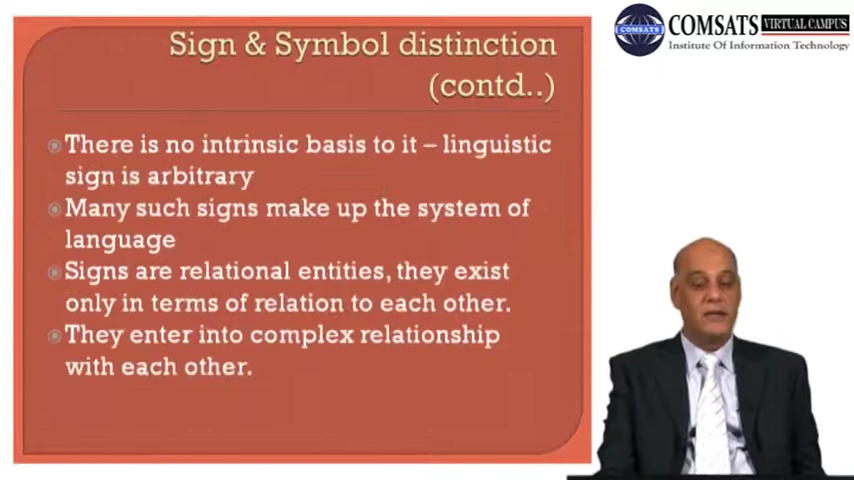 Sign & Symbol distinction
(contd..)
There is no intrinsic basis to it – linguistic
sign is arbitrary
Many such signs make up the system of
language
Signs are relational entities, they exist
only in terms of relation to each other.
They enter into complex relationship
with each other.
COMSATS
COMSATS VIRTUAL CAMPUS
Institute Of Information Technology